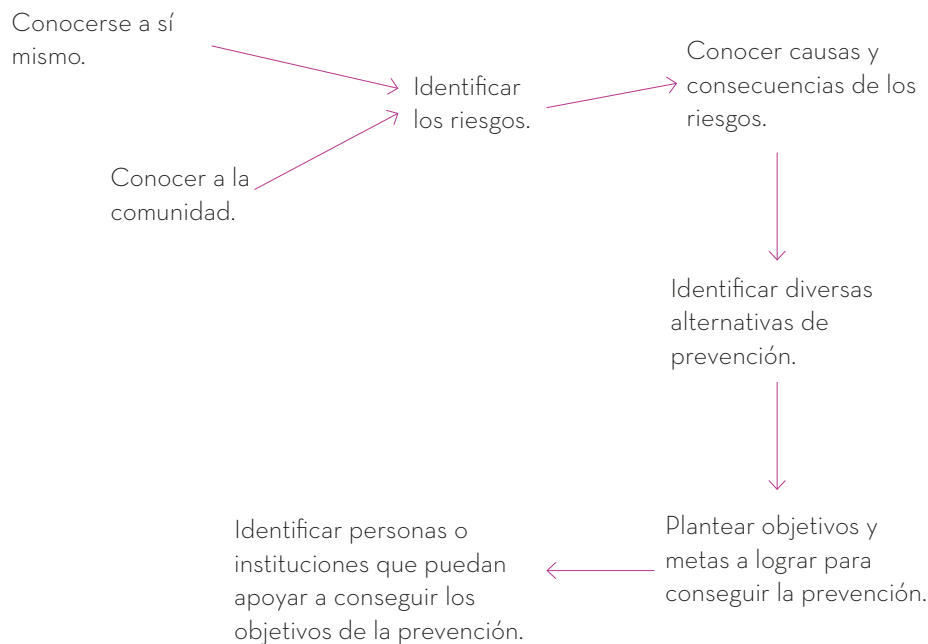 Conocerse a sí
mismo.
Identificar
los riesgos.
Conocer causas y
consecuencias de los
riesgos.
Conocer a la
comunidad.
Identificar diversas
alternativas de
prevención.
Plantear objetivos y
metas a lograr para
conseguir la prevención.
Identificar personas o
instituciones que puedan
apoyar a conseguir los
objetivos de la prevención.